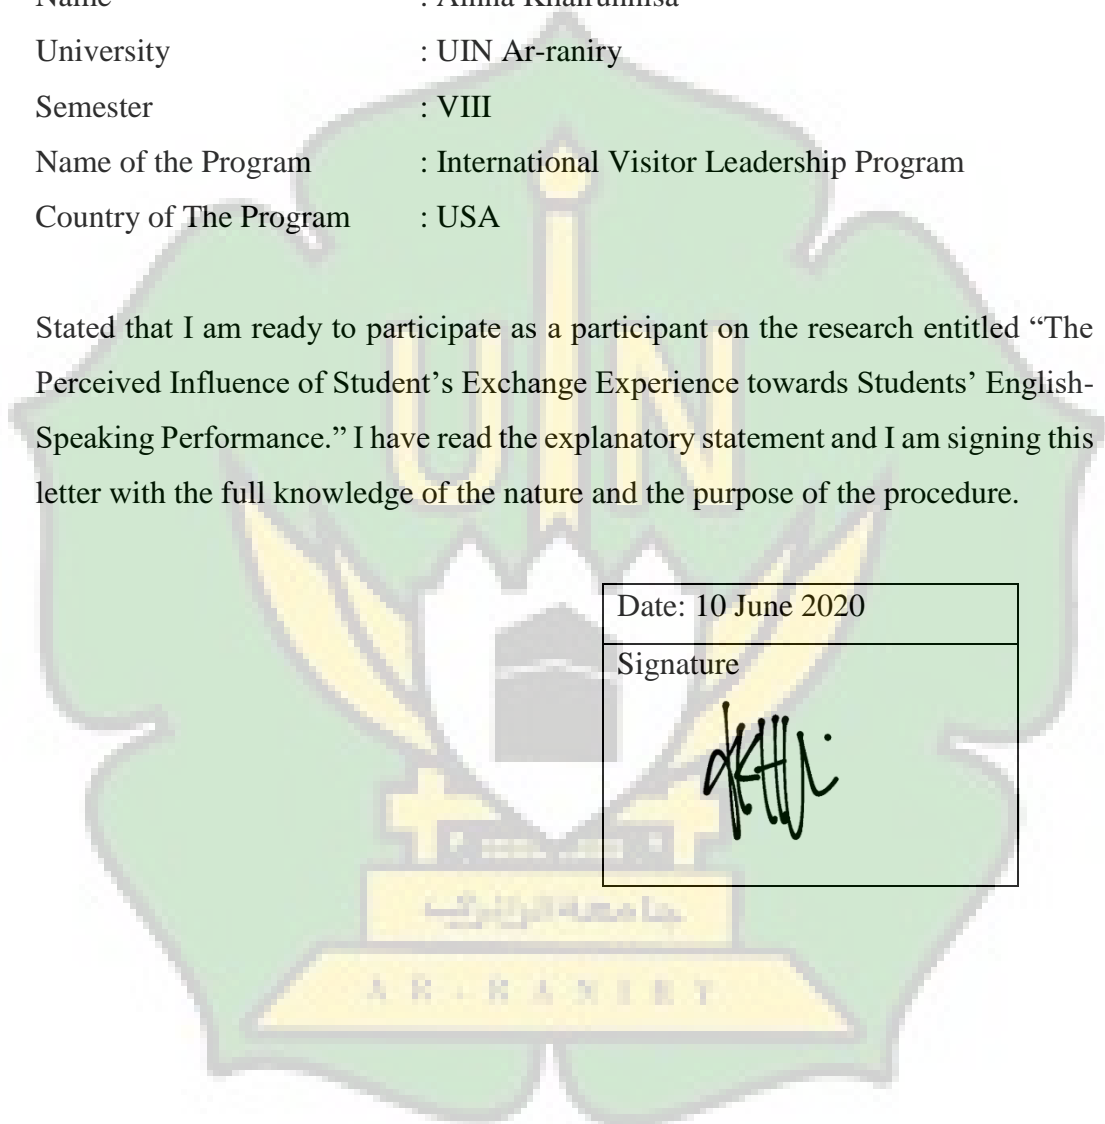 Name : Khairunnisa
University : UIN Ar-raniry
Semester : VIII
Name of the Program : International Visitor Leadership Program
Country of The Program : USA
Stated that I am ready to participate as a participant on the research entitled “The
Perceived Influence of Student’s Exchange Experience towards Students’ English-
Speaking Performance.” I have read the explanatory statement and I am signing this
letter with the full knowledge of the nature and the purpose of the procedure.
UIN
Date: 10 June 2020
Signature
AR-RANIRY